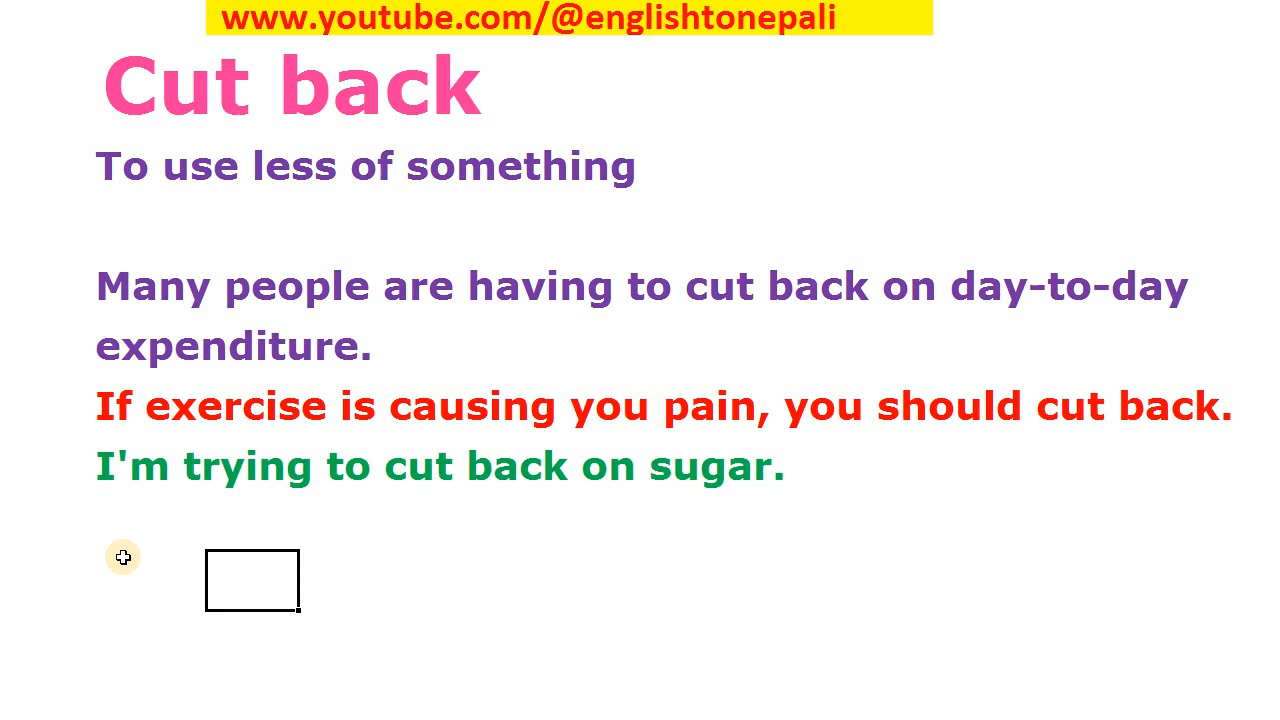 www.youtube.com/@englishtonepali
Cut back
To use less of something
Many people are having to cut back on day-to-day
expenditure.
If exercise is causing you pain, you should cut back.
I'm trying to cut back on sugar.